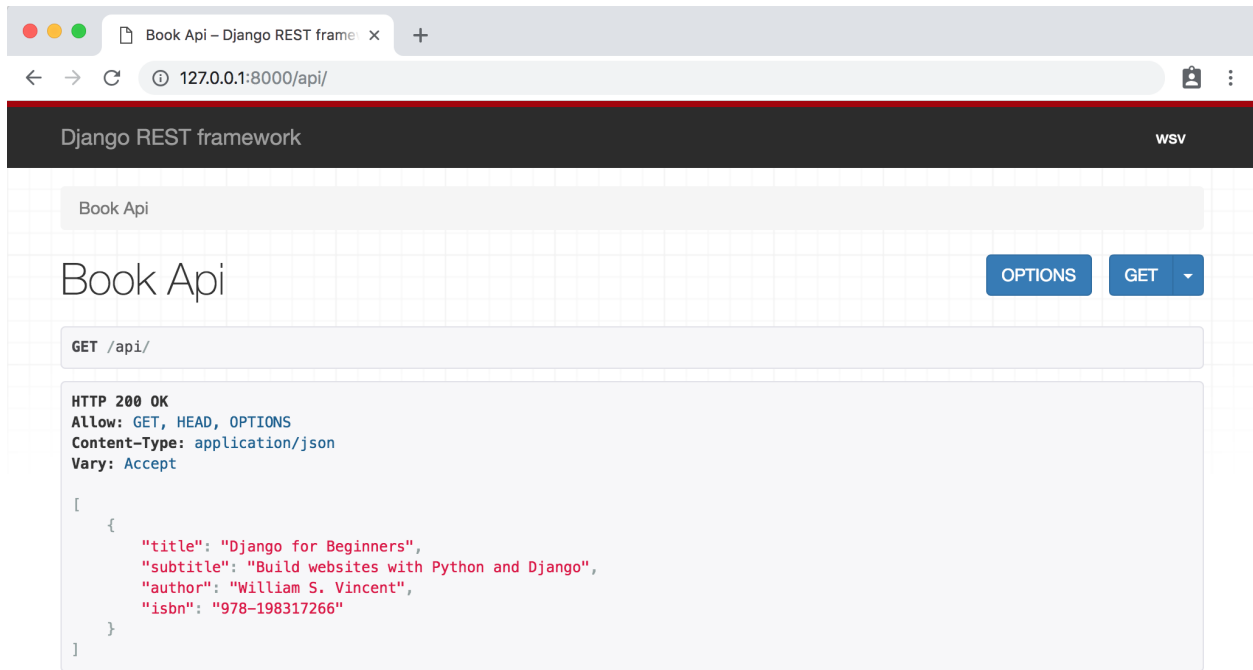 Book Api – Django REST frame
127.0.0.1:8000/api/
Django REST framework
wsv
Book Api
Book Api
OPTIONS
GET
GET /api/
HTTP 200 OK
Allow: GET, HEAD, OPTIONS
Content-Type: application/json
Vary: Accept
[
    {
        "title": "Django for Beginners",
        "subtitle": "Build websites with Python and Django",
        "author": "William S. Vincent",
        "isbn": "978-198317266"
    }
]